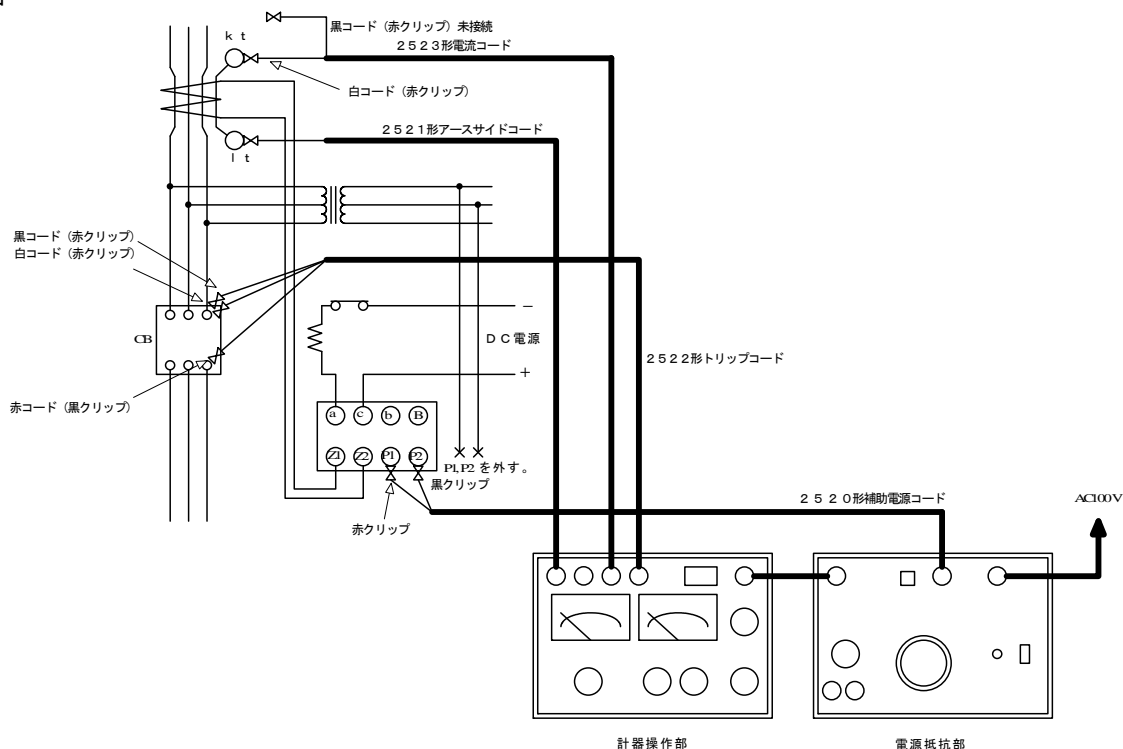 黒コード（赤クリップ）未接続
ｋｔ
２５２３形電流コード
白コード（赤クリップ）
２５２１形アースサイドコード
ｌｔ
黒コード（赤クリップ）
白コード（赤クリップ）
－
CB
ＤＣ電源
２５２２形トリップコード
＋
赤コード（黒クリップ）
a c b B
Z1 Z2 P1 P2
P1,P2 を外す。
黒クリップ
２５２０形補助電源コード
AC100V
赤クリップ
計器操作部
電源抵抗部